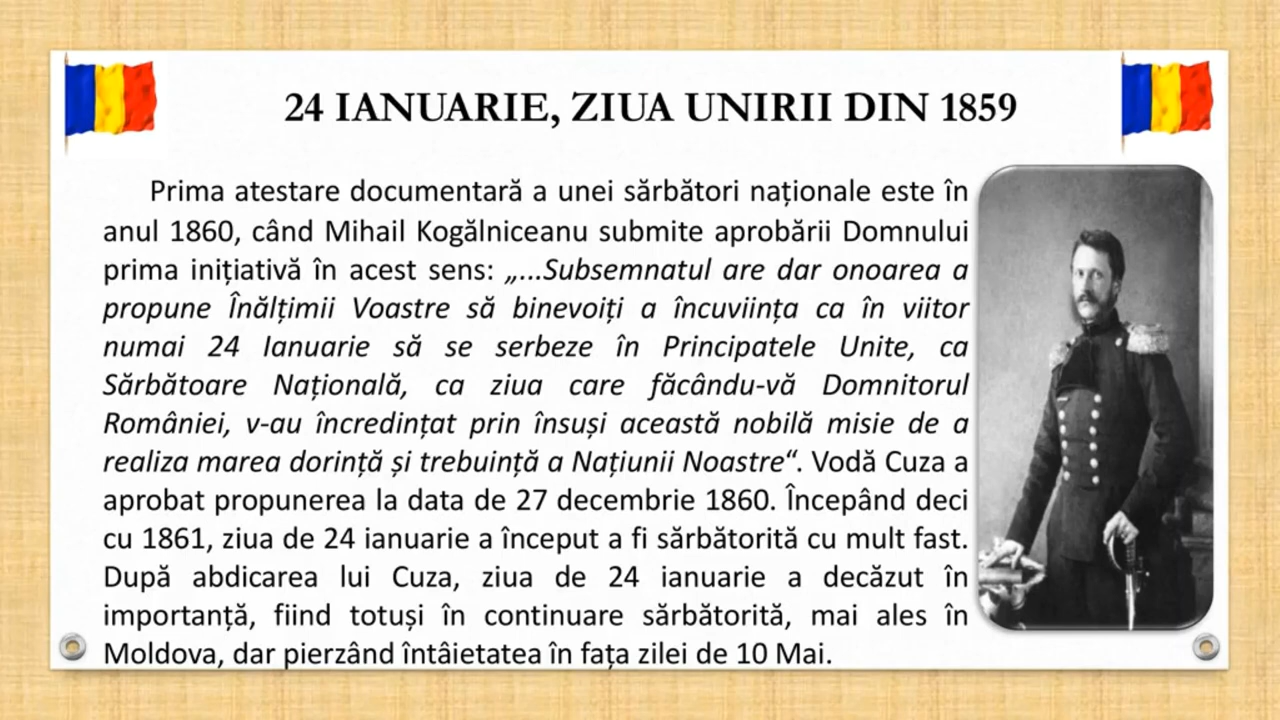 24 IANUARIE, ZIUA UNIRII DIN 1859
Prima atestare documentară a unei sărbători naționale este în
anul 1860, când Mihail Kogălniceanu submite aprobării Domnului
prima inițiativă în acest sens: „...Subsemnatul are dar onoarea a
propune Înălțimii Voastre să binevoiți a încuviința ca în viitor
numai 24 Ianuarie să se serbeze în Principatele Unite, ca
Sărbătoare Națională, ca ziua care făcându-vă Domnitorul
României, v-au încredințat prin însuși această nobilă misie de a
realiza marea dorință și trebuință a Națiunii Noastre“. Vodă Cuza a
aprobat propunerea la data de 27 decembrie 1860. Începând deci
cu 1861, ziua de 24 ianuarie a început a fi sărbătorită cu mult fast.
După abdicarea lui Cuza, ziua de 24 ianuarie a decăzut în
importanță, fiind totuși în continuare sărbătorită, mai ales în
Moldova, dar pierzând întâietatea în fața zilei de 10 Mai.